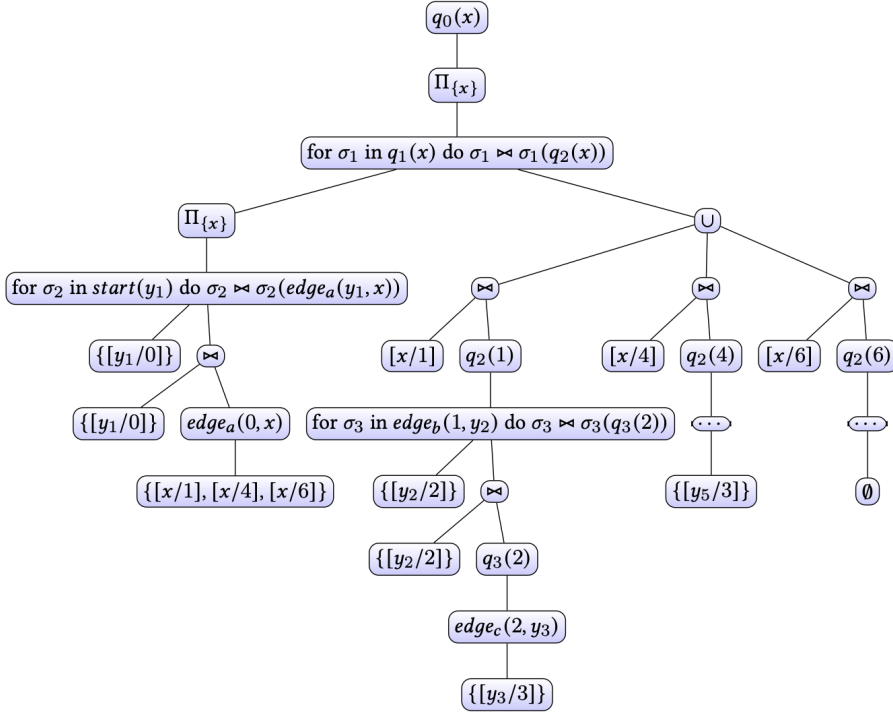 q₀(x)
Π_{x}
for σ₁ in q₁(x) do σ₁ ⋈ σ₁(q₂(x))
Π_{x} ∪
for σ₂ in start(y₁) do σ₂ ⋈ σ₂(edgeₐ(y₁, x)) ⋈ ⋈ ⋈
{[y₁/0]} ⋈ [x/1] q₂(1) [x/4] q₂(4) [x/6] q₂(6)
{[y₁/0]} edgeₐ(0, x) for σ₃ in edge_b(1, y₂) do σ₃ ⋈ σ₃(q₃(2)) ··· ···
{[x/1], [x/4], [x/6]} {[y₂/2]} ⋈ {[y₅/3]} ∅
{[y₂/2]} q₃(2)
edge_c(2, y₃)
{[y₃/3]}